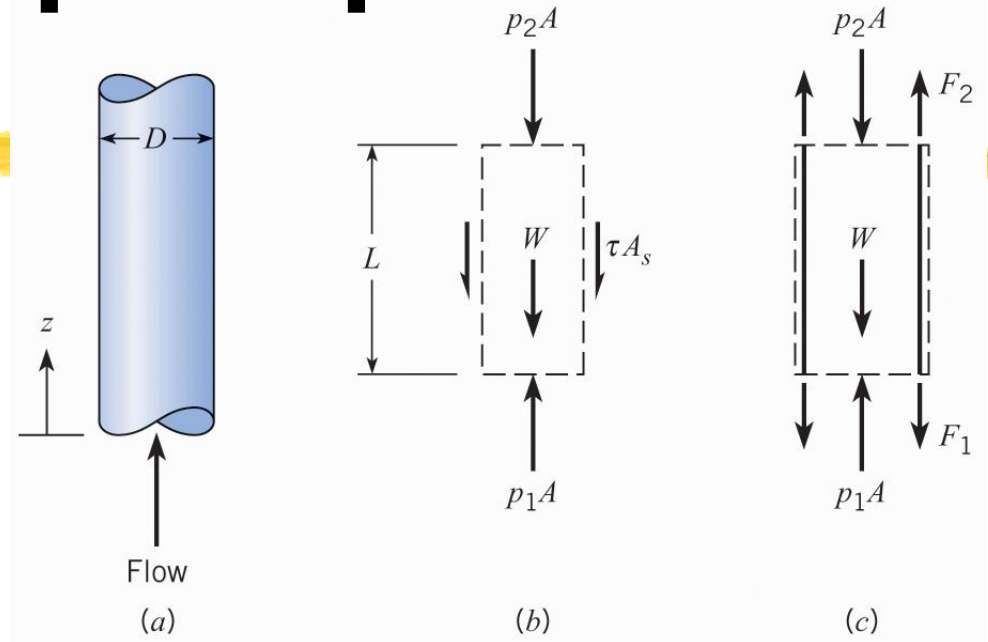 D
z
Flow
(a)
p₂A
L
W
τAₛ
p₁A
(b)
p₂A
F₂
W
F₁
p₁A
(c)